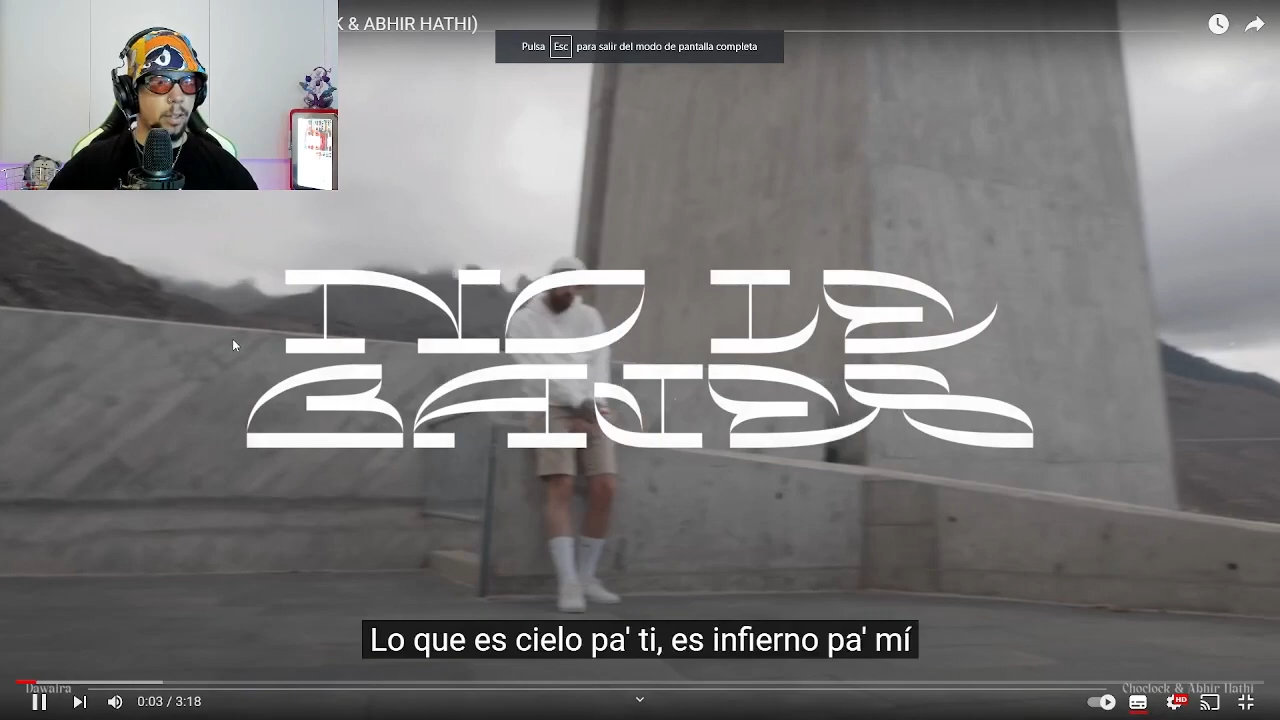 K & ABHIR HATHI)
Pulsa Esc para salir del modo de pantalla completa
NO LE
BAJES
Lo que es cielo pa' ti, es infierno pa' mí
Dawaira
Choclock & Abhir Hathi
0:03 / 3:18
HD